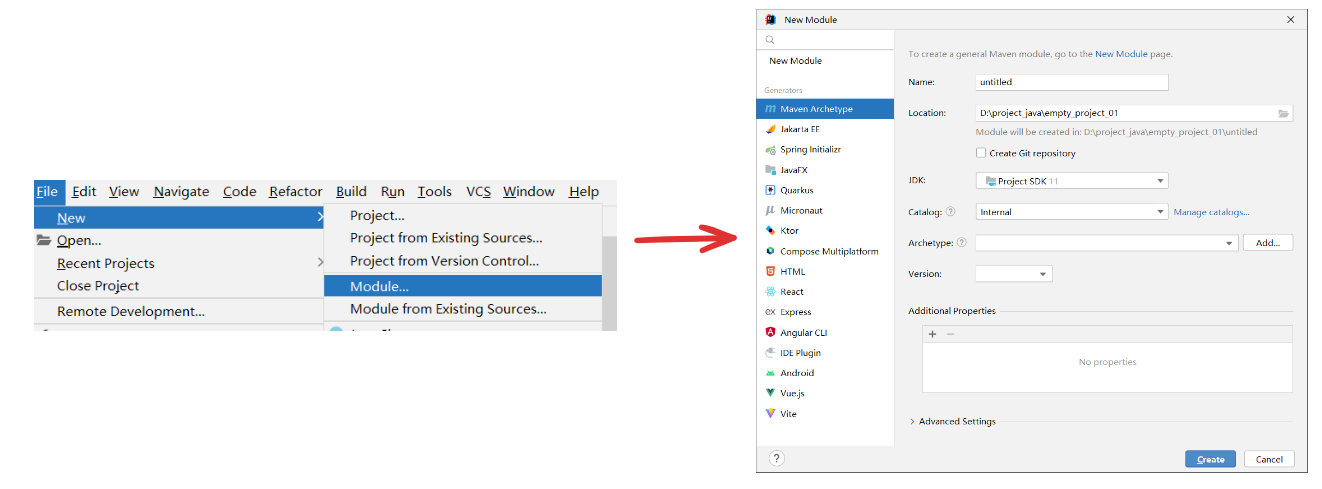 File Edit View Navigate Code Refactor Build Run Tools VCS Window Help
New
Open...
Recent Projects
Close Project
Remote Development...
Project...
Project from Existing Sources...
Project from Version Control...
Module...
Module from Existing Sources...
New Module
New Module
Generators
Maven Archetype
Jakarta EE
Spring Initializr
JavaFX
Quarkus
Micronaut
Ktor
Compose Multiplatform
HTML
React
Express
Angular CLI
IDE Plugin
Android
Vue.js
Vite
To create a general Maven module, go to the New Module page.
Name: untitled
Location: D:\project_java\empty_project_01
Module will be created in: D:\project_java\empty_project_01\untitled
Create Git repository
JDK: Project SDK 11
Catalog: Internal Manage catalogs...
Archetype: Add...
Version:
Additional Properties
No properties
Advanced Settings
Create Cancel